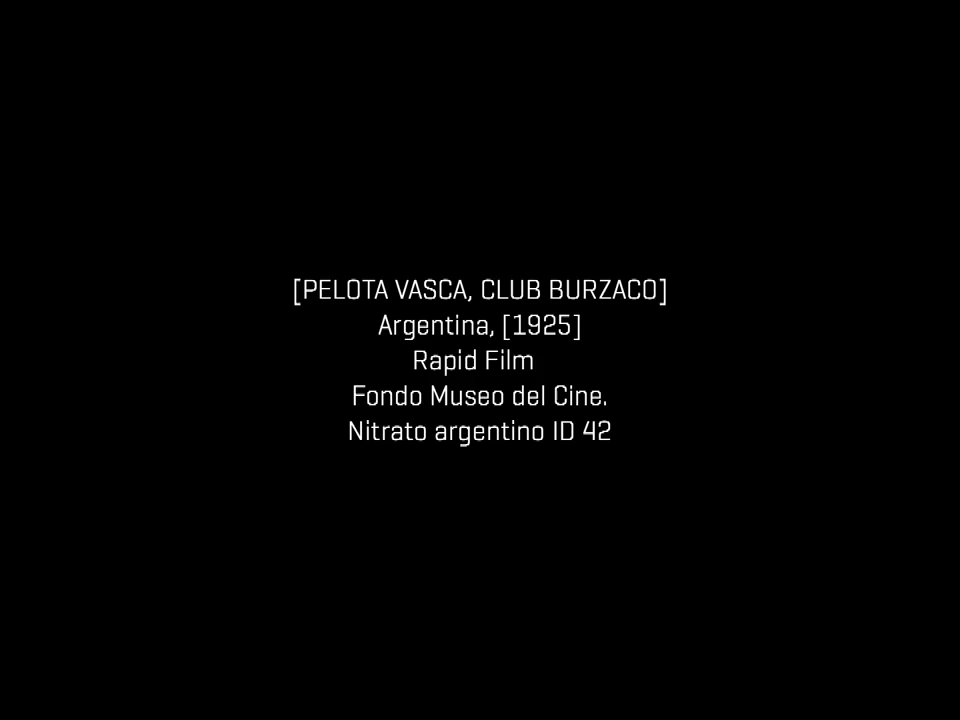 [PELOTA VASCA, CLUB BURZACO]
Argentina, [1925]
Rapid Film
Fondo Museo del Cine.
Nitrato argentino ID 42